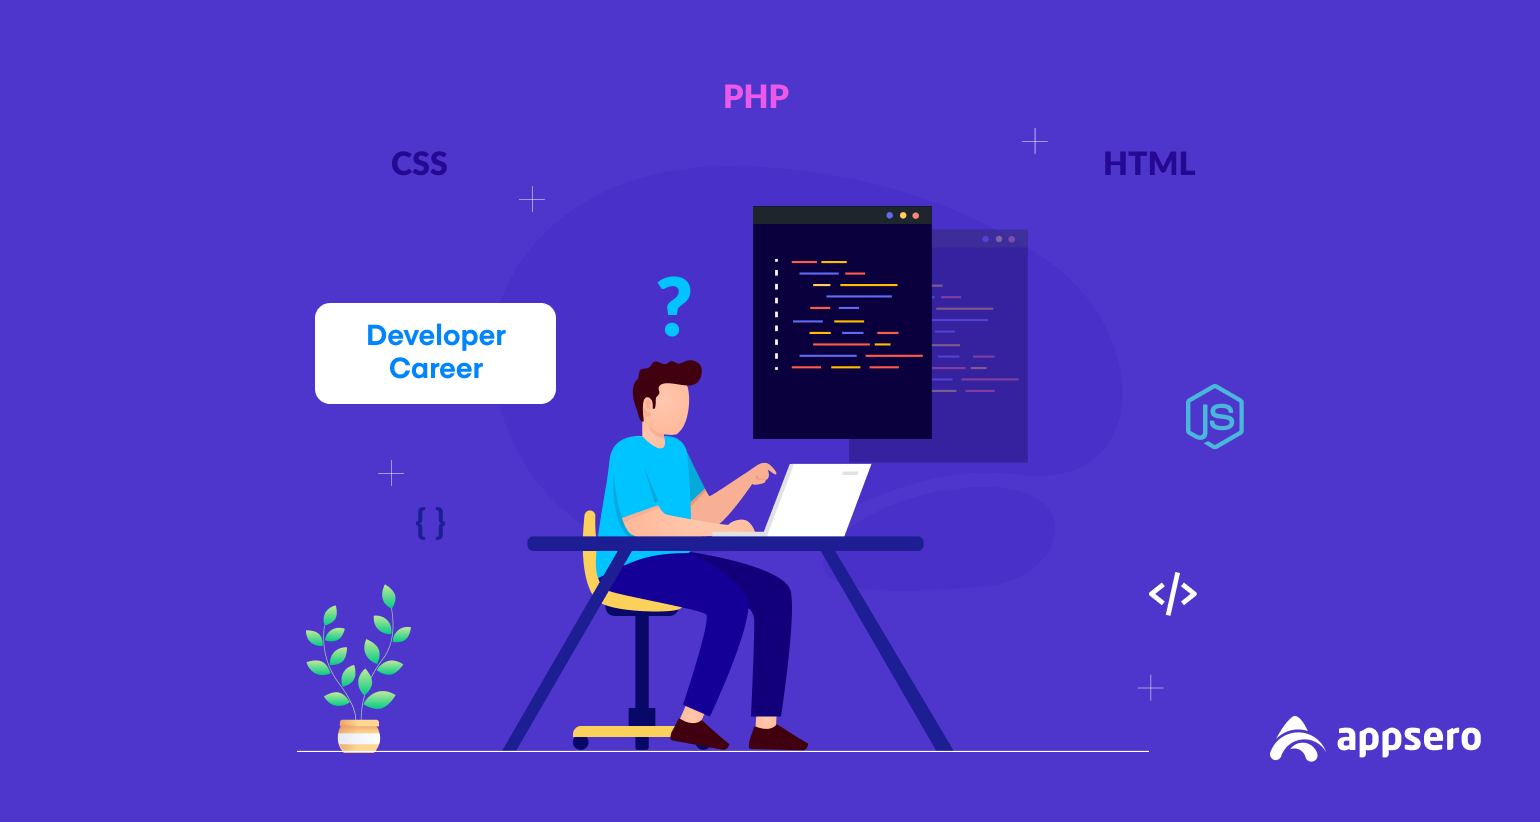 PHP
CSS
HTML
?
Developer
Career
JS
{ }
</>
appsero